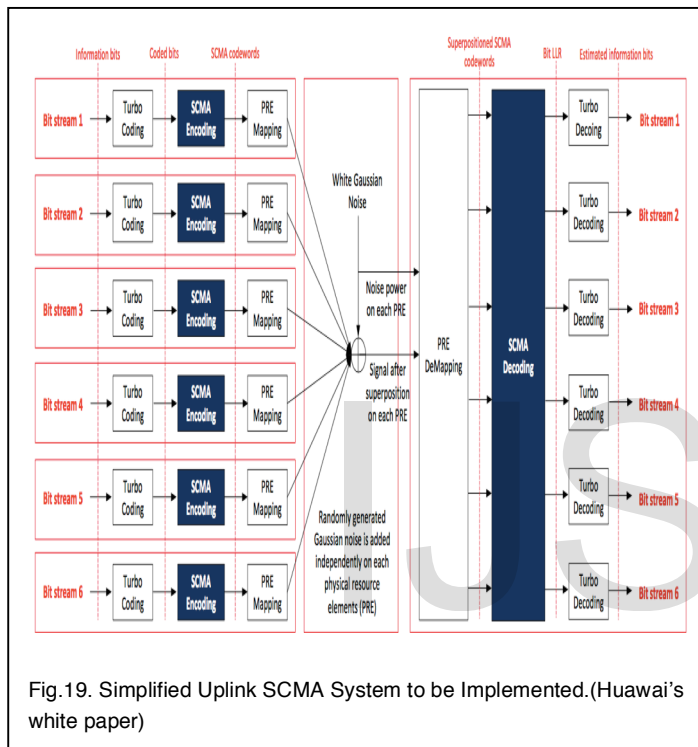 Information bits
Coded bits
SCMA codewords
Superpositioned SCMA
codewords
Bit LLR
Estimated information bits
Bit stream 1
Turbo
Coding
SCMA
Encoding
PRE
Mapping
Bit stream 2
Turbo
Coding
SCMA
Encoding
PRE
Mapping
Bit stream 3
Turbo
Coding
SCMA
Encoding
PRE
Mapping
Bit stream 4
Turbo
Coding
SCMA
Encoding
PRE
Mapping
Bit stream 5
Turbo
Coding
SCMA
Encoding
PRE
Mapping
Bit stream 6
Turbo
Coding
SCMA
Encoding
PRE
Mapping
White Gaussian
Noise
Noise power
on each PRE
Signal after
superposition
on each PRE
Randomly generated
Gaussian noise is added
independently on each
physical resource
elements (PRE)
PRE
DeMapping
SCMA
Decoding
Turbo
Decoing
Bit stream 1
Turbo
Decoding
Bit stream 2
Turbo
Decoding
Bit stream 3
Turbo
Decoding
Bit stream 4
Turbo
Decoding
Bit stream 5
Turbo
Decoding
Bit stream 6
IJS
Fig.19. Simplified Uplink SCMA System to be Implemented.(Huawai's
white paper)